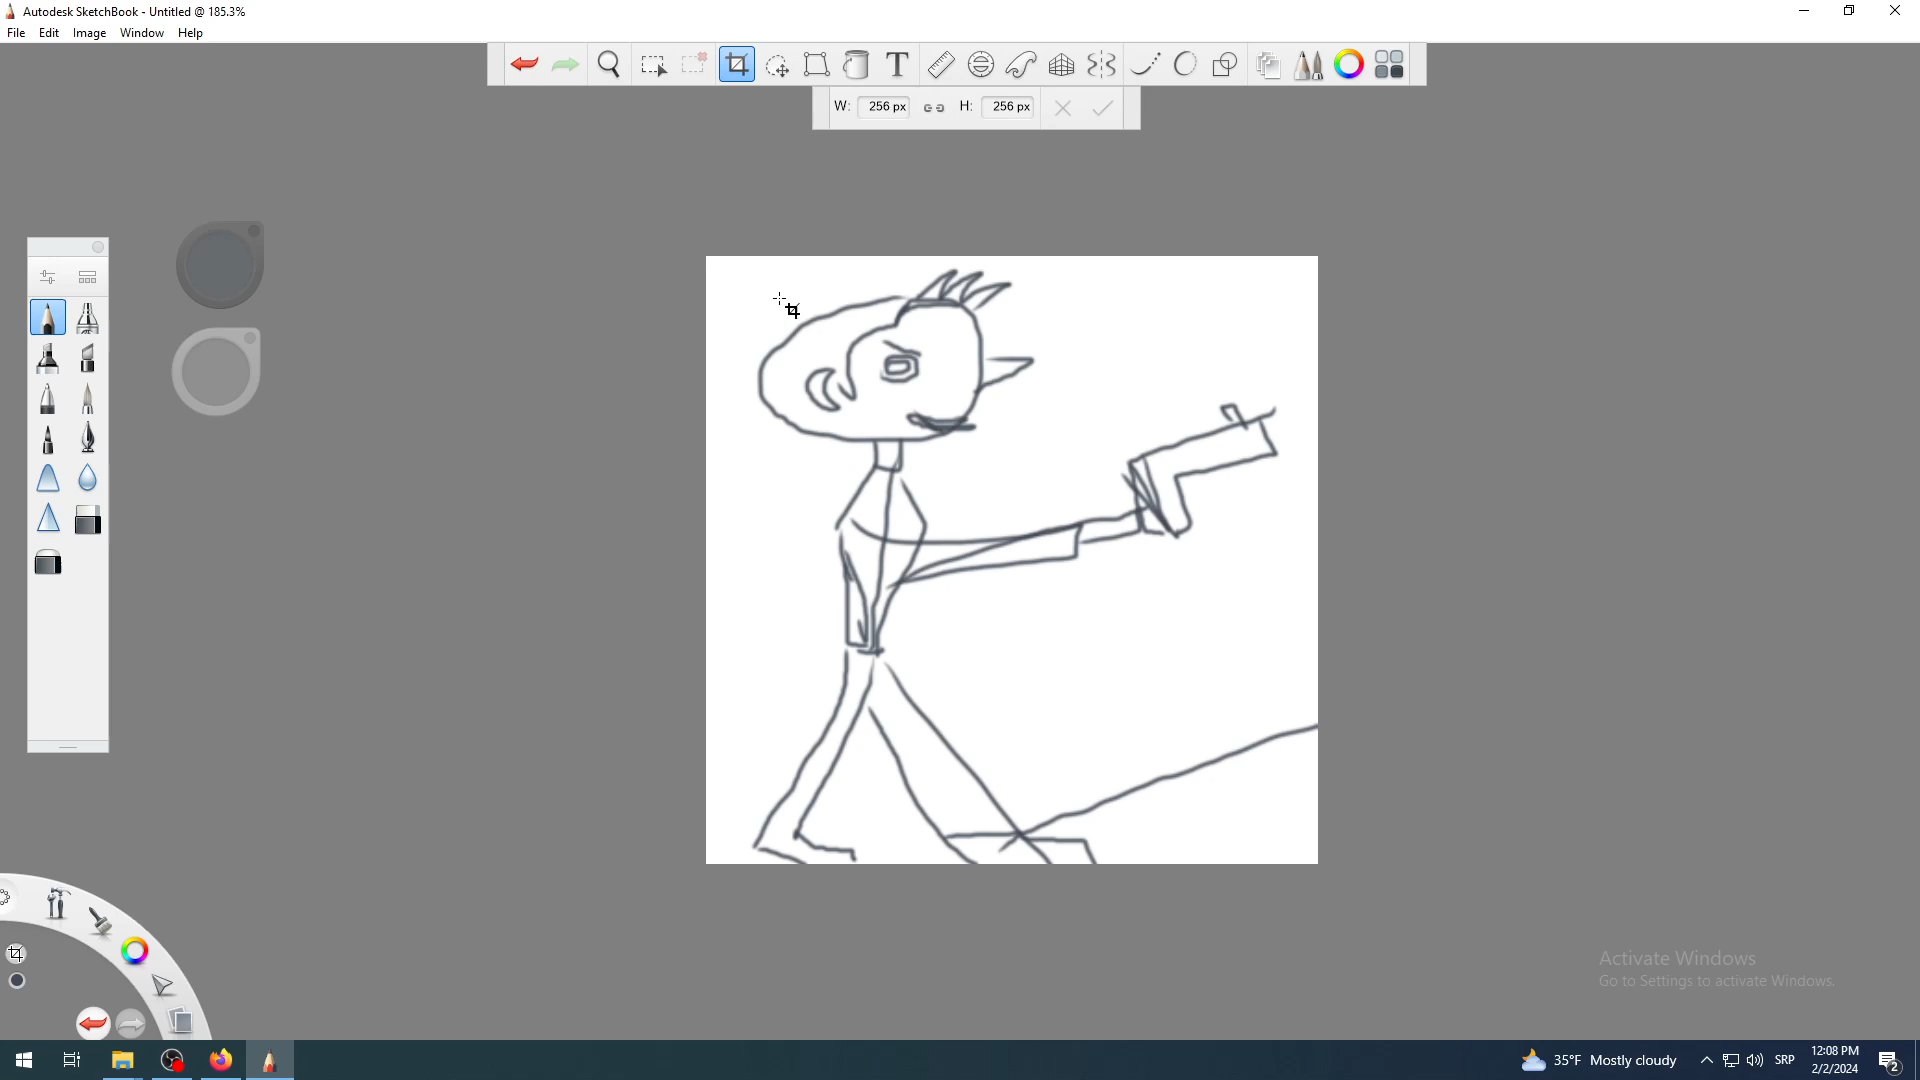 Autodesk SketchBook - Untitled @ 185.3%
File Edit Image Window Help
T
W: 256 px H: 256 px
Activate Windows
Go to Settings to activate Windows.
35°F Mostly cloudy SRP 12:08 PM
2/2/2024
2